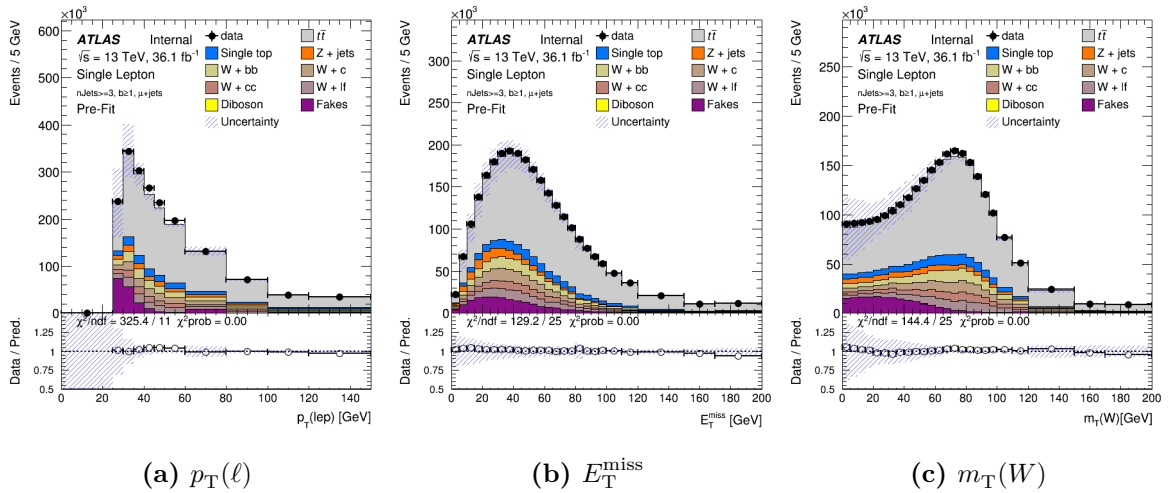 ×10³
Events / 5 GeV
600
500
400
300
200
100
0
ATLAS Internal
√s = 13 TeV, 36.1 fb⁻¹
Single Lepton
nJets>=3, b≥1, μ+jets
Pre-Fit
data
tt̄
Single top
Z + jets
W + bb
W + c
W + cc
W + lf
Diboson
Fakes
Uncertainty
χ²/ndf = 325.4 / 11 χ²prob = 0.00
Data / Pred.
1.25
1
0.75
0.5
0 20 40 60 80 100 120 140
p_T(lep) [GeV]
(a) p_T(ℓ)
×10³
Events / 5 GeV
300
250
200
150
100
50
0
ATLAS Internal
√s = 13 TeV, 36.1 fb⁻¹
Single Lepton
nJets>=3, b≥1, μ+jets
Pre-Fit
data
tt̄
Single top
Z + jets
W + bb
W + c
W + cc
W + lf
Diboson
Fakes
Uncertainty
χ²/ndf = 129.2 / 25 χ²prob = 0.00
Data / Pred.
1.25
1
0.75
0.5
0 20 40 60 80 100 120 140 160 180 200
E_T^miss [GeV]
(b) E_T^miss
×10³
Events / 5 GeV
250
200
150
100
50
0
ATLAS Internal
√s = 13 TeV, 36.1 fb⁻¹
Single Lepton
nJets>=3, b≥1, μ+jets
Pre-Fit
data
tt̄
Single top
Z + jets
W + bb
W + c
W + cc
W + lf
Diboson
Fakes
Uncertainty
χ²/ndf = 144.4 / 25 χ²prob = 0.00
Data / Pred.
1.25
1
0.75
0.5
0 20 40 60 80 100 120 140 160 180 200
m_T(W)[GeV]
(c) m_T(W)